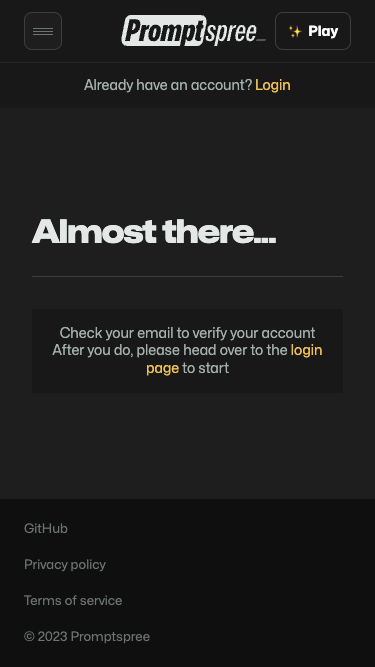 Promptspree_
Play
Already have an account? Login
Almost there...
Check your email to verify your account
After you do, please head over to the login
page to start
GitHub
Privacy policy
Terms of service
© 2023 Promptspree